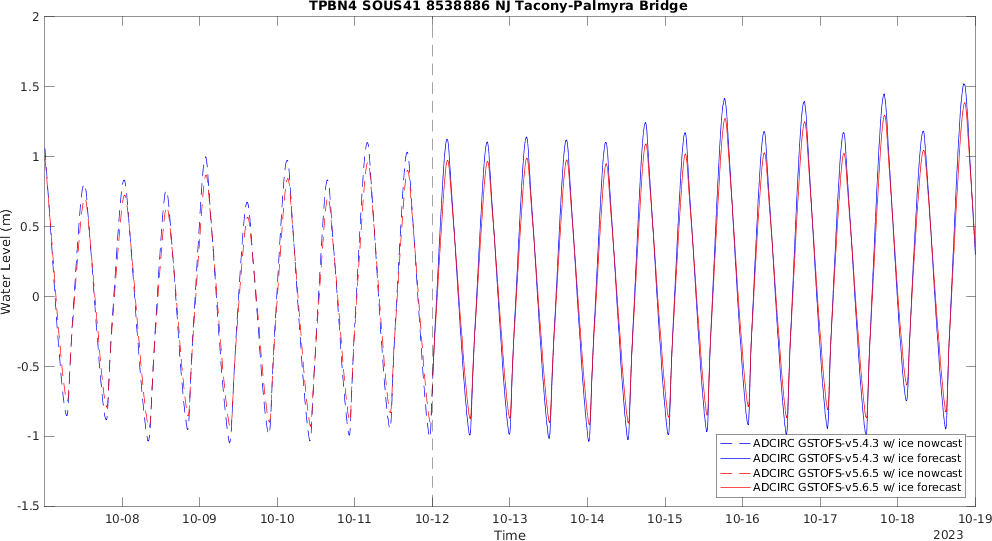 TPBN4 SOUS41 8538886 NJ Tacony-Palmyra Bridge
2
1.5
1
0.5
0
-0.5
-1
-1.5
Water Level (m)
ADCIRC GSTOFS-v5.4.3 w/ ice nowcast
ADCIRC GSTOFS-v5.4.3 w/ ice forecast
ADCIRC GSTOFS-v5.6.5 w/ ice nowcast
ADCIRC GSTOFS-v5.6.5 w/ ice forecast
10-08 10-09 10-10 10-11 10-12 10-13 10-14 10-15 10-16 10-17 10-18 10-19
Time
2023